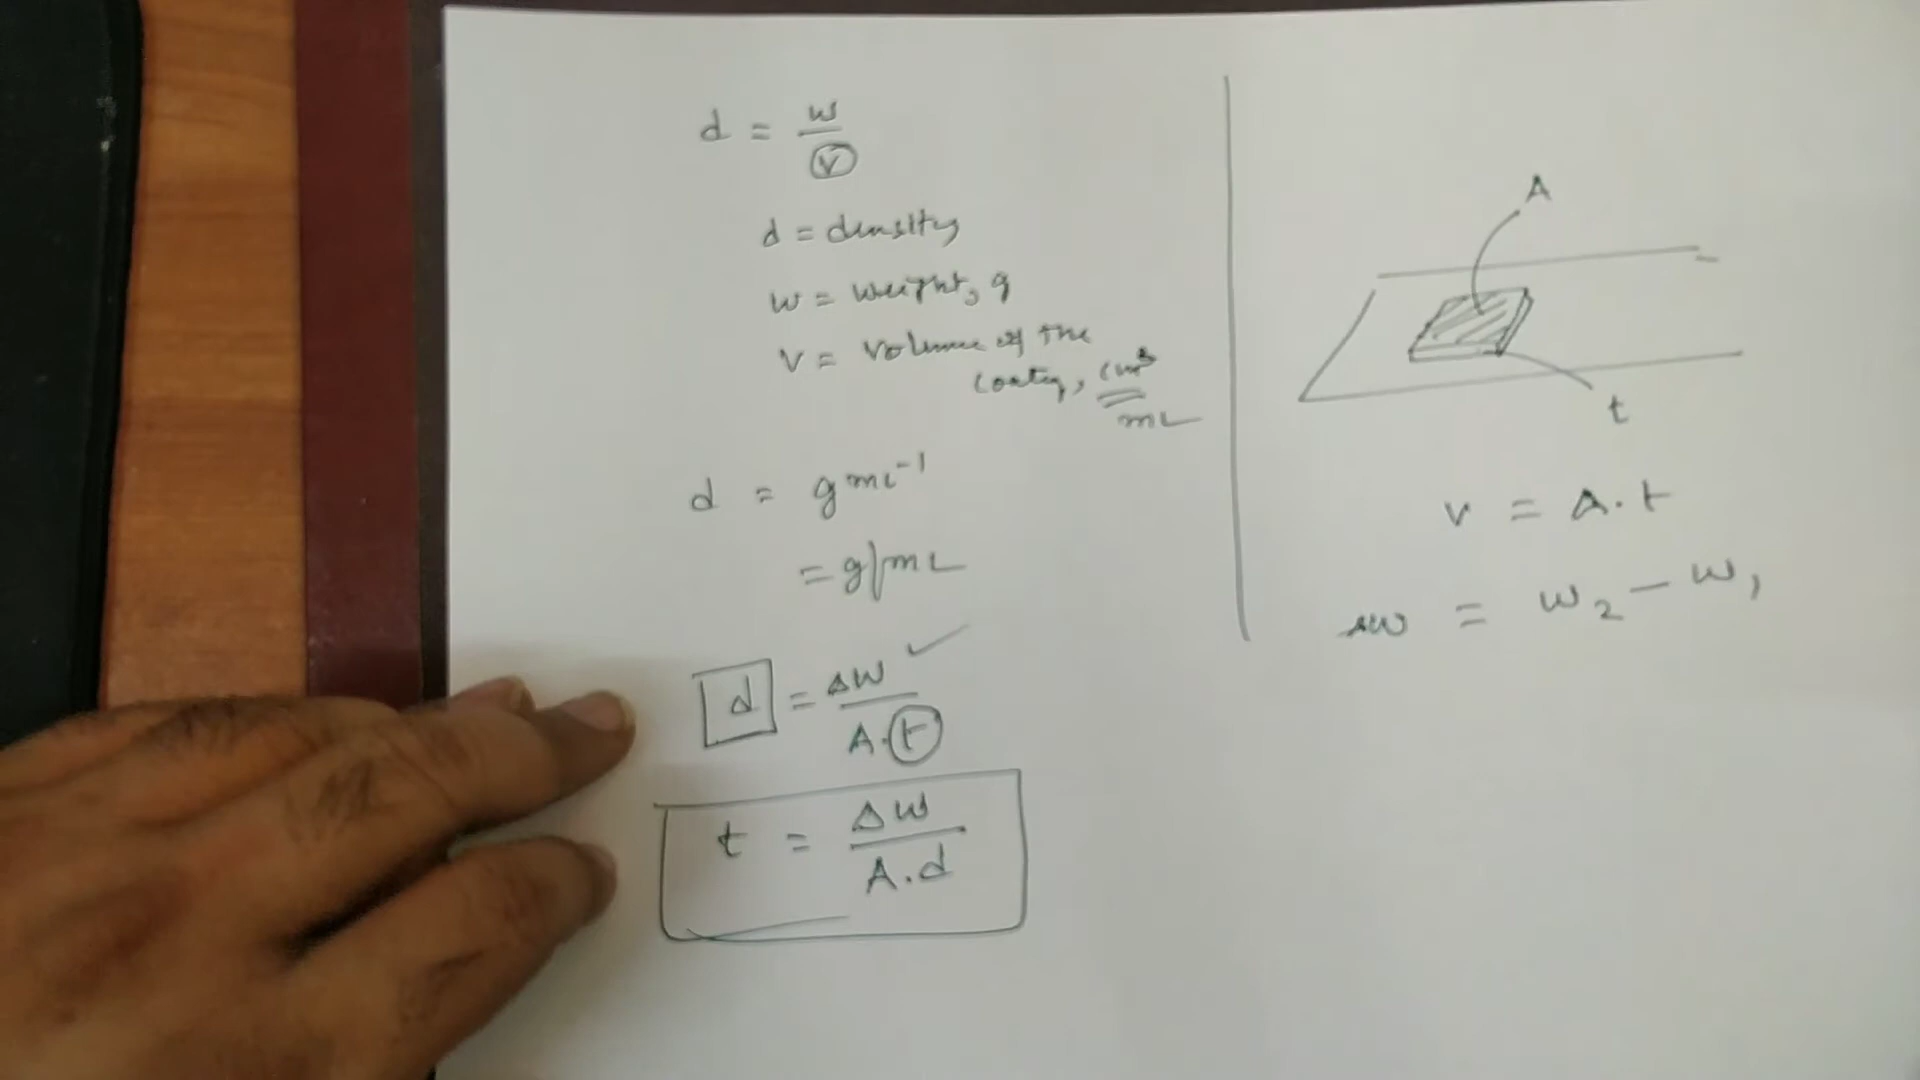 d = w / v
d = density
w = weight, g
v = volume of the
coating, cm³
mL
d = g mL⁻¹
= g/mL
d = Δw / A.t
t = Δw / A.d
A
t
v = A.t
Δw = w₂ - w₁